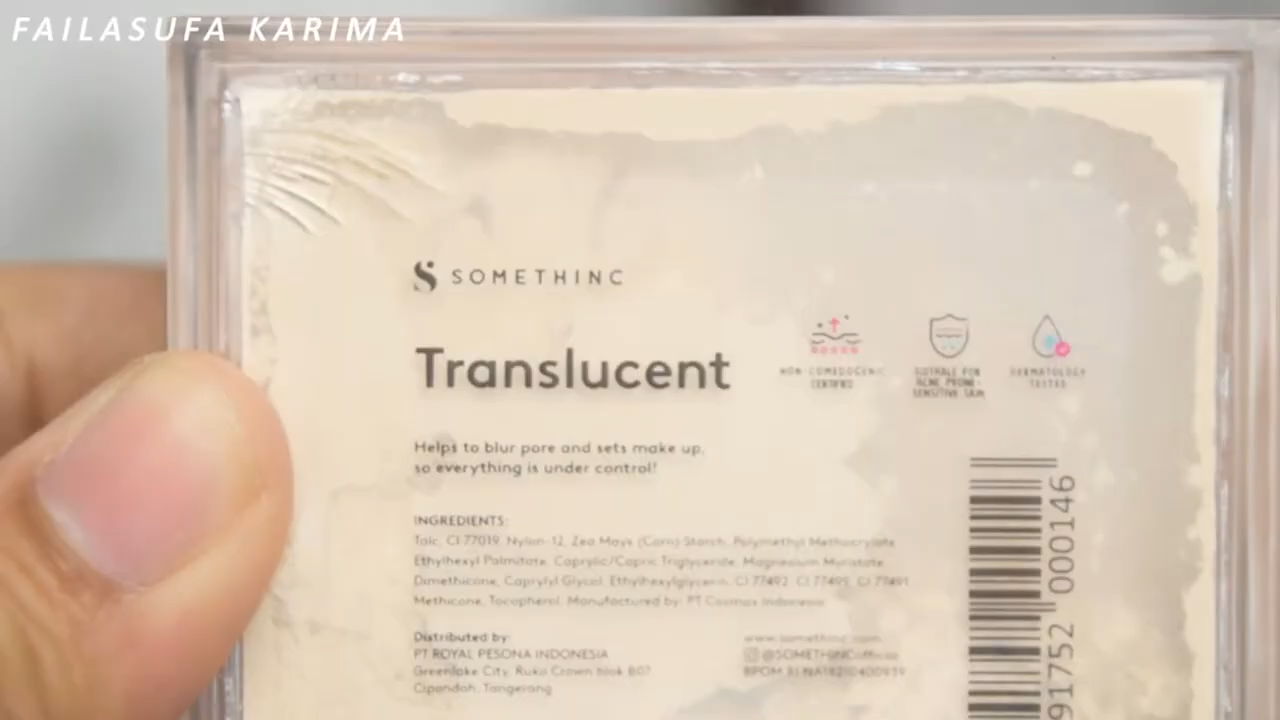 FAILASUFA KARIMA
SOMETHINC
Translucent
NON-COMEDOGENIC
CERTIFIED
SUITABLE FOR
ACNE PRONE-
SENSITIVE SKIN
DERMATOLOGY
TESTED
Helps to blur pore and sets make up,
so everything is under control!
INGREDIENTS:
Talc, CI 77019, Nylon-12, Zea Mays (Corn) Starch, Polymethyl Methacrylate
Ethylhexyl Palmitate, Caprylic/Capric Triglyceride, Magnesium Myristate
Dimethicone, Caprylyl Glycol, Ethylhexylglycerin, CI 77492, CI 77499, CI 77491
Methicone, Tocopherol. Manufactured by: PT Cosmax Indonesia
Distributed by:
PT ROYAL PESONA INDONESIA
Greenlake City, Ruko Crown blok B07
Cipondoh, Tangerang
www.somethinc.com
@SOMETHINCofficial
BPOM RI
91752 000146